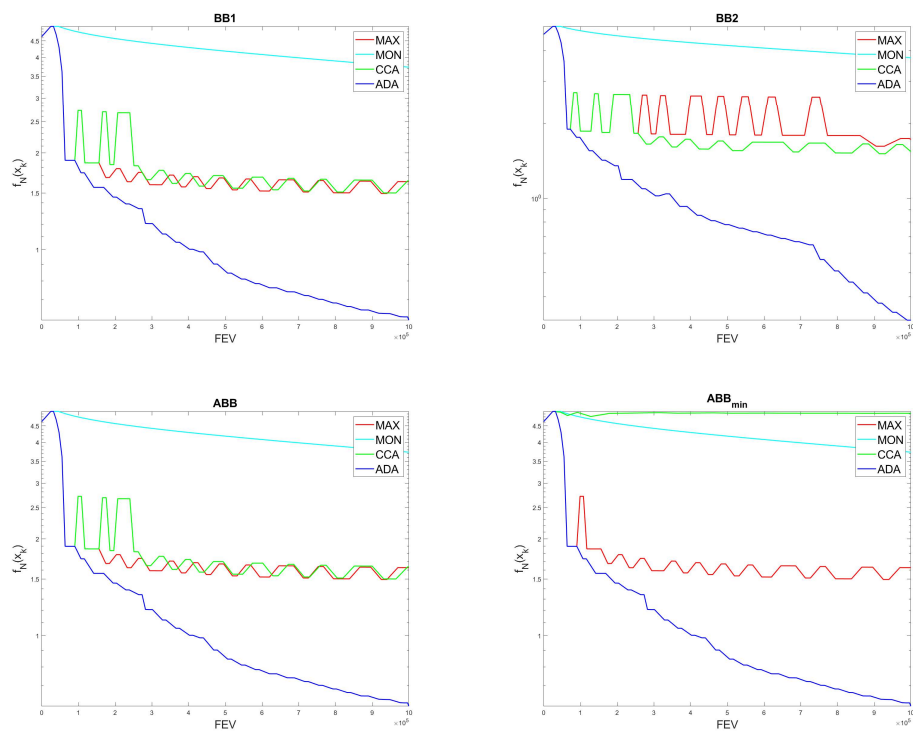 BB1
MAX
MON
CCA
ADA
4.5
4
3.5
3
2.5
2
1.5
1
f_N(x_k)
0 1 2 3 4 5 6 7 8 9 10
FEV
×10^5
BB2
MAX
MON
CCA
ADA
10^0
f_N(x_k)
0 1 2 3 4 5 6 7 8 9 10
FEV
×10^5
ABB
MAX
MON
CCA
ADA
4.5
4
3.5
3
2.5
2
1.5
1
f_N(x_k)
0 1 2 3 4 5 6 7 8 9 10
FEV
×10^5
ABB_min
MAX
MON
CCA
ADA
4.5
4
3.5
3
2.5
2
1.5
1
f_N(x_k)
0 1 2 3 4 5 6 7 8 9 10
FEV
×10^5